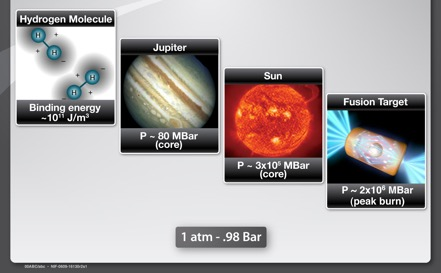 Hydrogen Molecule
H
H
H
H
Binding energy
~10¹¹ J/m³
Jupiter
P ~ 80 MBar
(core)
Sun
P ~ 3x10⁵ MBar
(core)
Fusion Target
P ~ 2x10⁶ MBar
(peak burn)
1 atm - .98 Bar